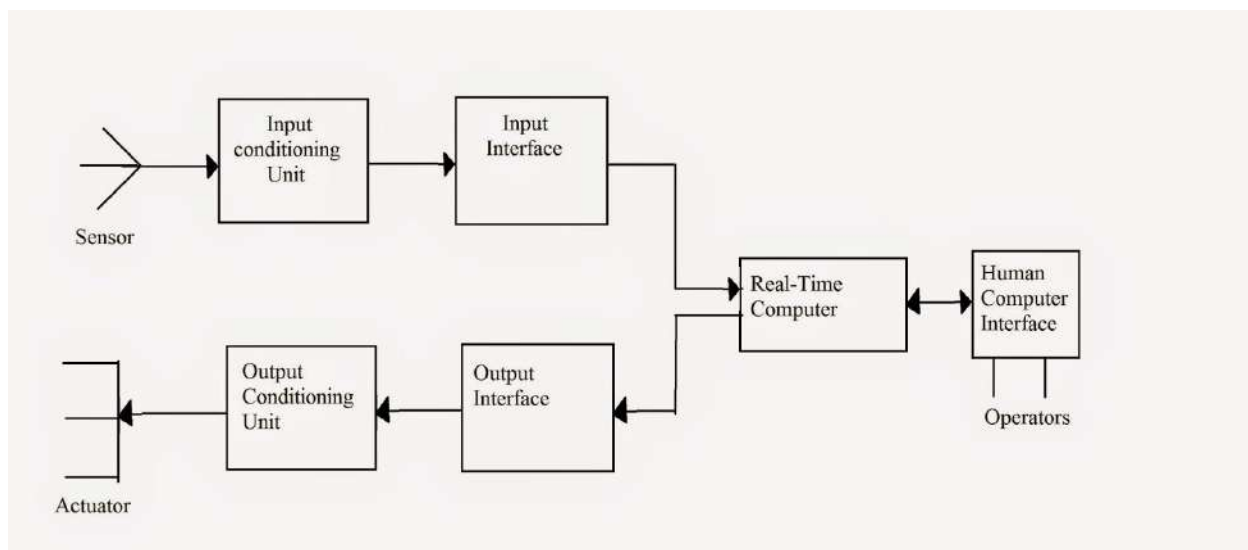 Input
conditioning
Unit
Input
Interface
Sensor
Real-Time
Computer
Human
Computer
Interface
Operators
Output
Conditioning
Unit
Output
Interface
Actuator